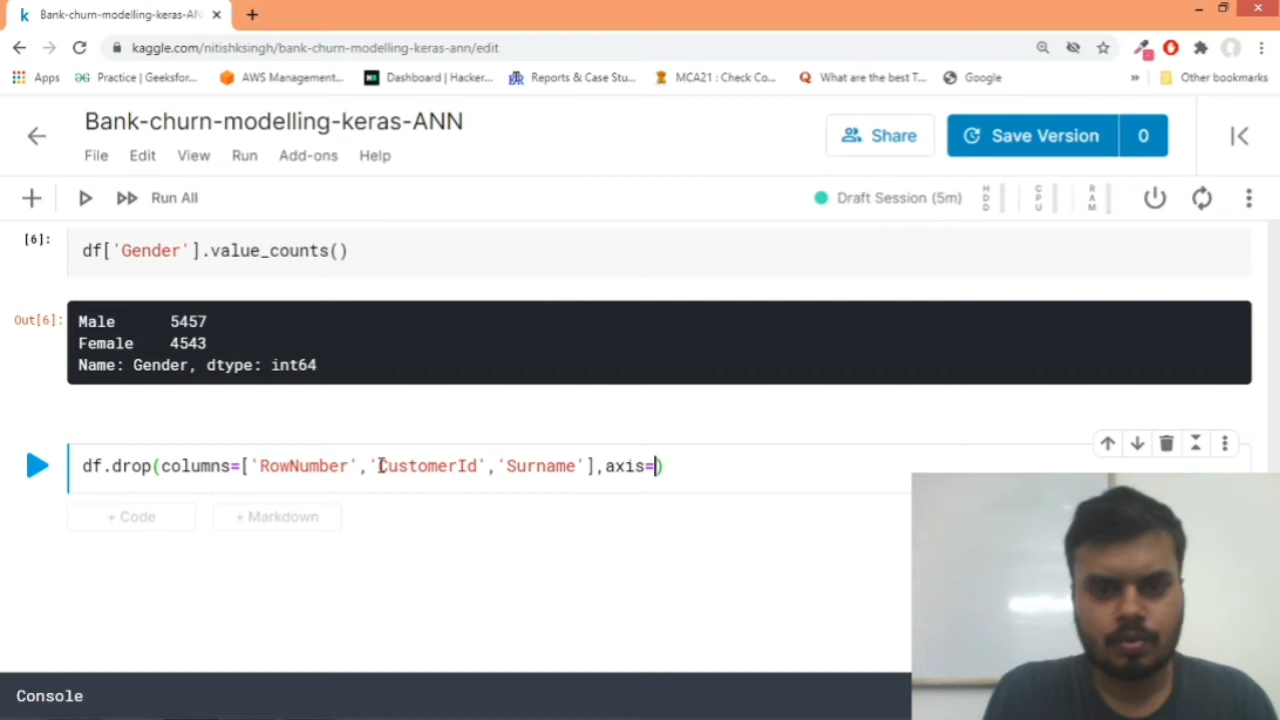 k Bank-churn-modelling-keras-AN
kaggle.com/nitishksingh/bank-churn-modelling-keras-ann/edit
Apps Practice | Geeksfor... AWS Management... Dashboard | Hacker... Reports & Case Stu... MCA21 : Check Co... What are the best T... Google » Other bookmarks
Bank-churn-modelling-keras-ANN
Share Save Version 0
File Edit View Run Add-ons Help
Run All Draft Session (5m) HDD CPU RAM
[6]: df['Gender'].value_counts()
Out[6]: Male 5457
Female 4543
Name: Gender, dtype: int64
df.drop(columns=['RowNumber','CustomerId','Surname'],axis=)
+ Code + Markdown
Console